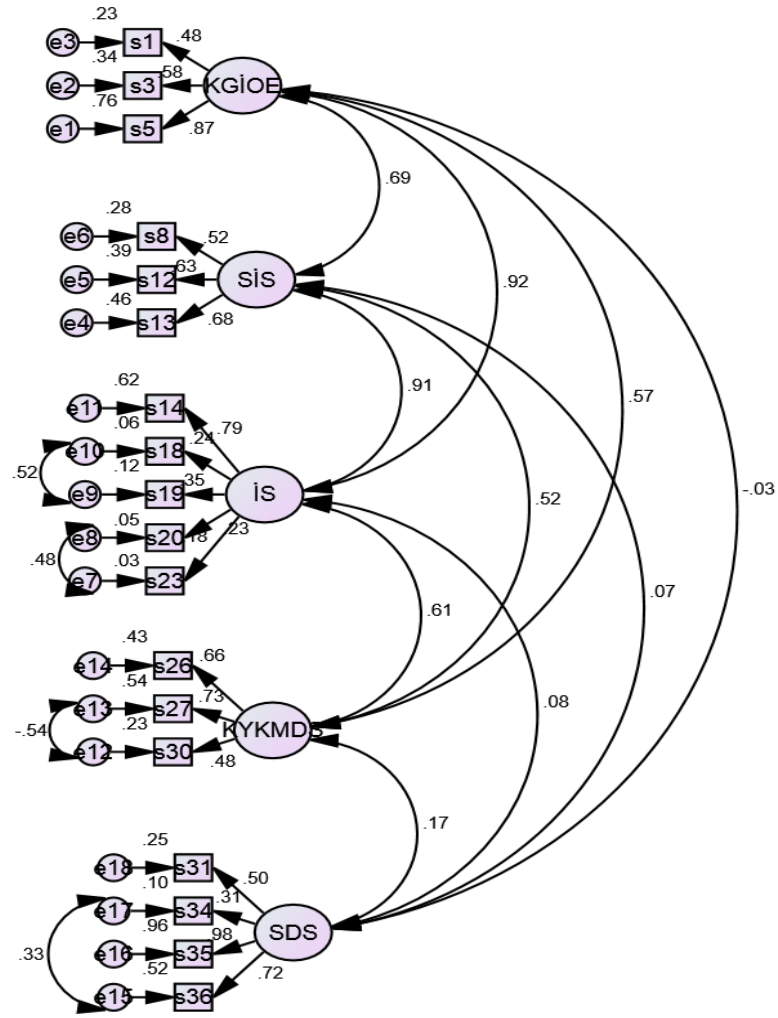 .23
e3 s1 .48
.34
e2 s3 .58 KGİOE
.76
e1 s5 .87
.69
.28
e6 s8 .52
.39
e5 s12 .63 SİS
.46
e4 s13 .68
.92
.91
.57
.62
e11 s14 .79
.06
e10 s18 .24
.52 .12
e9 s19 .35 İS
.05
e8 s20 .18
.48 .03
e7 s23 .23
-.03
.52
.07
.61
.43
e14 s26 .66
.54
e13 s27 .73
-.54 .23 KYKMDS
e12 s30 .48
.08
.17
.25
e18 s31 .50
.10
e17 s34 .31
.96 SDS
.33 e16 s35 .98
.52
e15 s36 .72